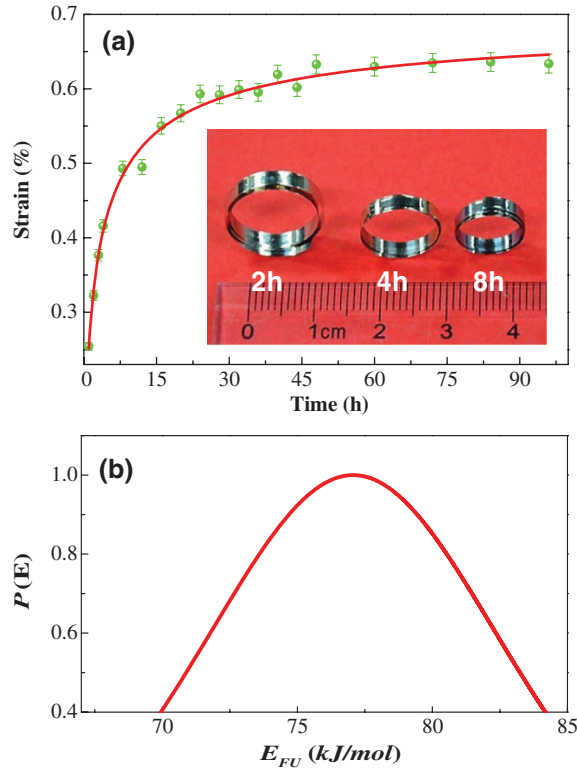 (a)
Strain (%)
0.7
0.6
0.5
0.4
0.3
2h 4h 8h
0 1cm 2 3 4
0 15 30 45 60 75 90
Time (h)
(b)
P(E)
1.0
0.8
0.6
0.4
70 75 80 85
E_FU (kJ/mol)